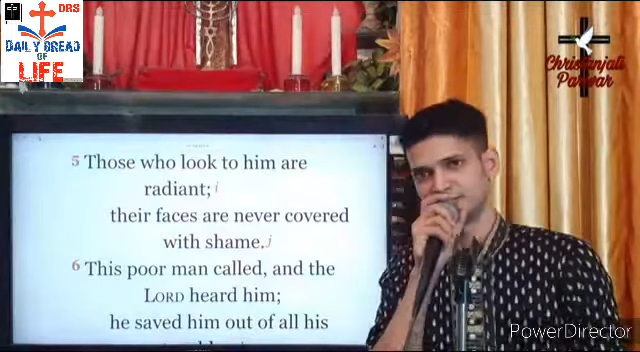 DRS
DAILY BREAD
OF
LIFE
Christanjali
Parivar
5 Those who look to him are
radiant; i
their faces are never covered
with shame. j
6 This poor man called, and the
LORD heard him;
he saved him out of all his
PowerDirector